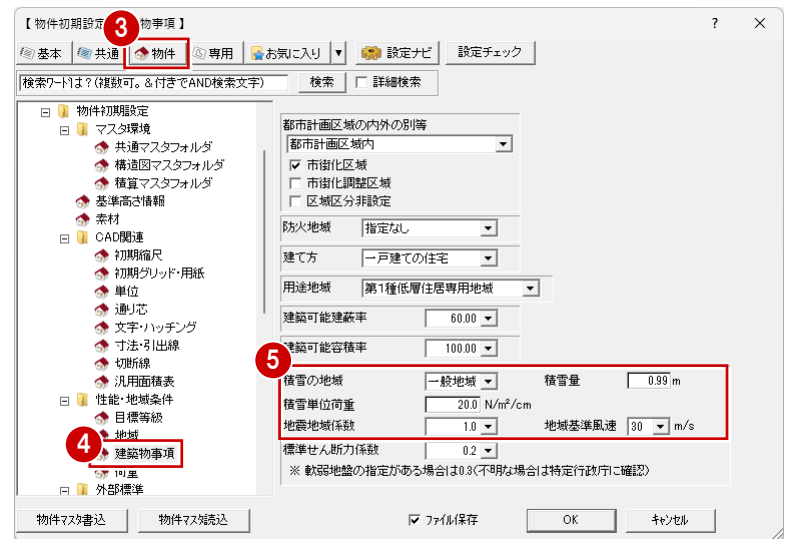 【 物件初期設定 物事項 】 ? ×
3
基本 共通 物件 専用 お気に入り ▼ 設定ナビ 設定チェック
検索ワードは？(複数可。&付きでAND検索文字) 検索 詳細検索
物件初期設定
マスタ環境
共通マスタフォルダ
構造図マスタフォルダ
積算マスタフォルダ
基準高さ情報
素材
CAD関連
初期縮尺
初期グリッド・用紙
単位
通り芯
文字・ハッチング
寸法・引出線
切断線
汎用面積表
性能・地域条件
目標等級
地域
4
建築物事項
荷重
外部標準
都市計画区域の内外の別等
都市計画区域内
市街化区域
市街化調整区域
区域区分非設定
防火地域 指定なし
建て方 一戸建ての住宅
用途地域 第1種低層住居専用地域
建築可能建蔽率 60.00
建築可能容積率 100.00
5
積雪の地域 一般地域 積雪量 0.99 m
積雪単位荷重 20.0 N/m²/cm
地震地域係数 1.0 地域基準風速 30 m/s
標準せん断力係数 0.2
※ 軟弱地盤の指定がある場合は0.3(不明な場合は特定行政庁に確認)
物件マスタ書込 物件マスタ読込 ファイル保存 OK キャンセル